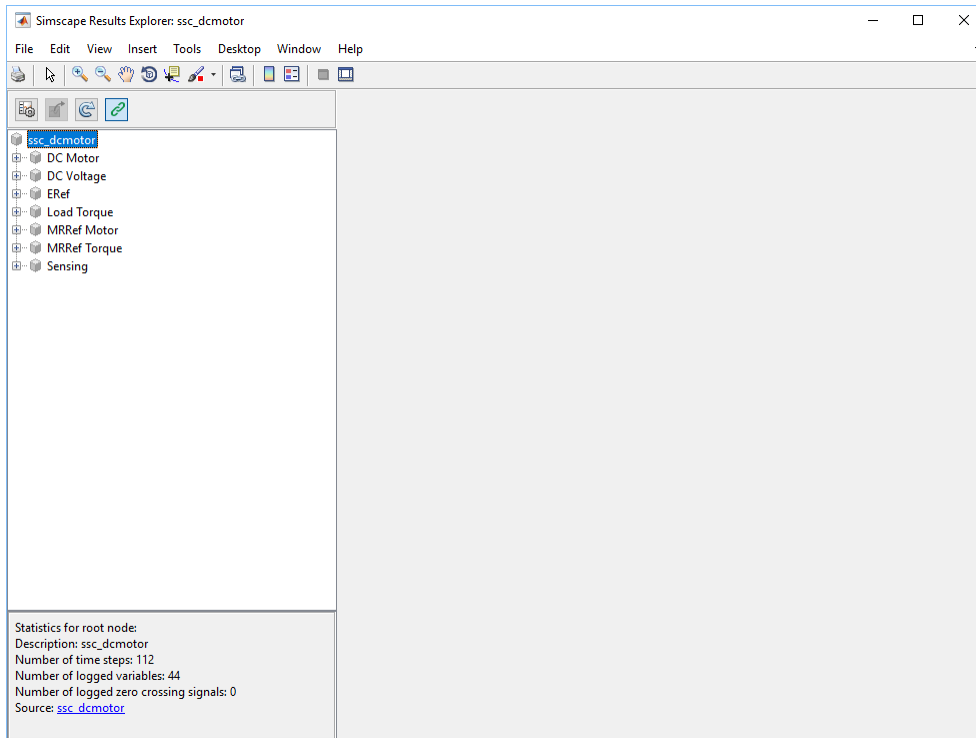 Simscape Results Explorer: ssc_dcmotor
File Edit View Insert Tools Desktop Window Help
ssc_dcmotor
DC Motor
DC Voltage
ERef
Load Torque
MRRef Motor
MRRef Torque
Sensing
Statistics for root node:
Description: ssc_dcmotor
Number of time steps: 112
Number of logged variables: 44
Number of logged zero crossing signals: 0
Source: ssc_dcmotor